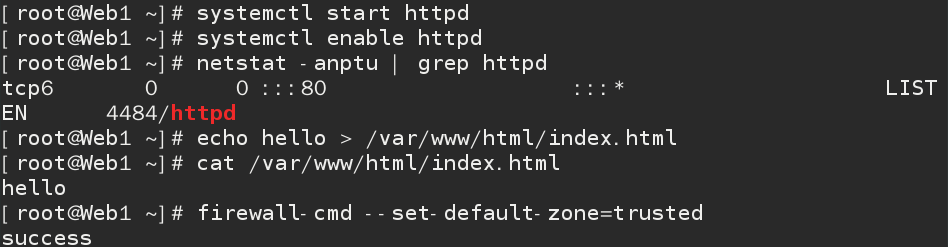 [root@Web1 ~]# systemctl start httpd
[root@Web1 ~]# systemctl enable httpd
[root@Web1 ~]# netstat -anptu | grep httpd
tcp6       0      0 :::80                   :::*                    LIST
EN      4484/httpd
[root@Web1 ~]# echo hello > /var/www/html/index.html
[root@Web1 ~]# cat /var/www/html/index.html
hello
[root@Web1 ~]# firewall-cmd --set-default-zone=trusted
success